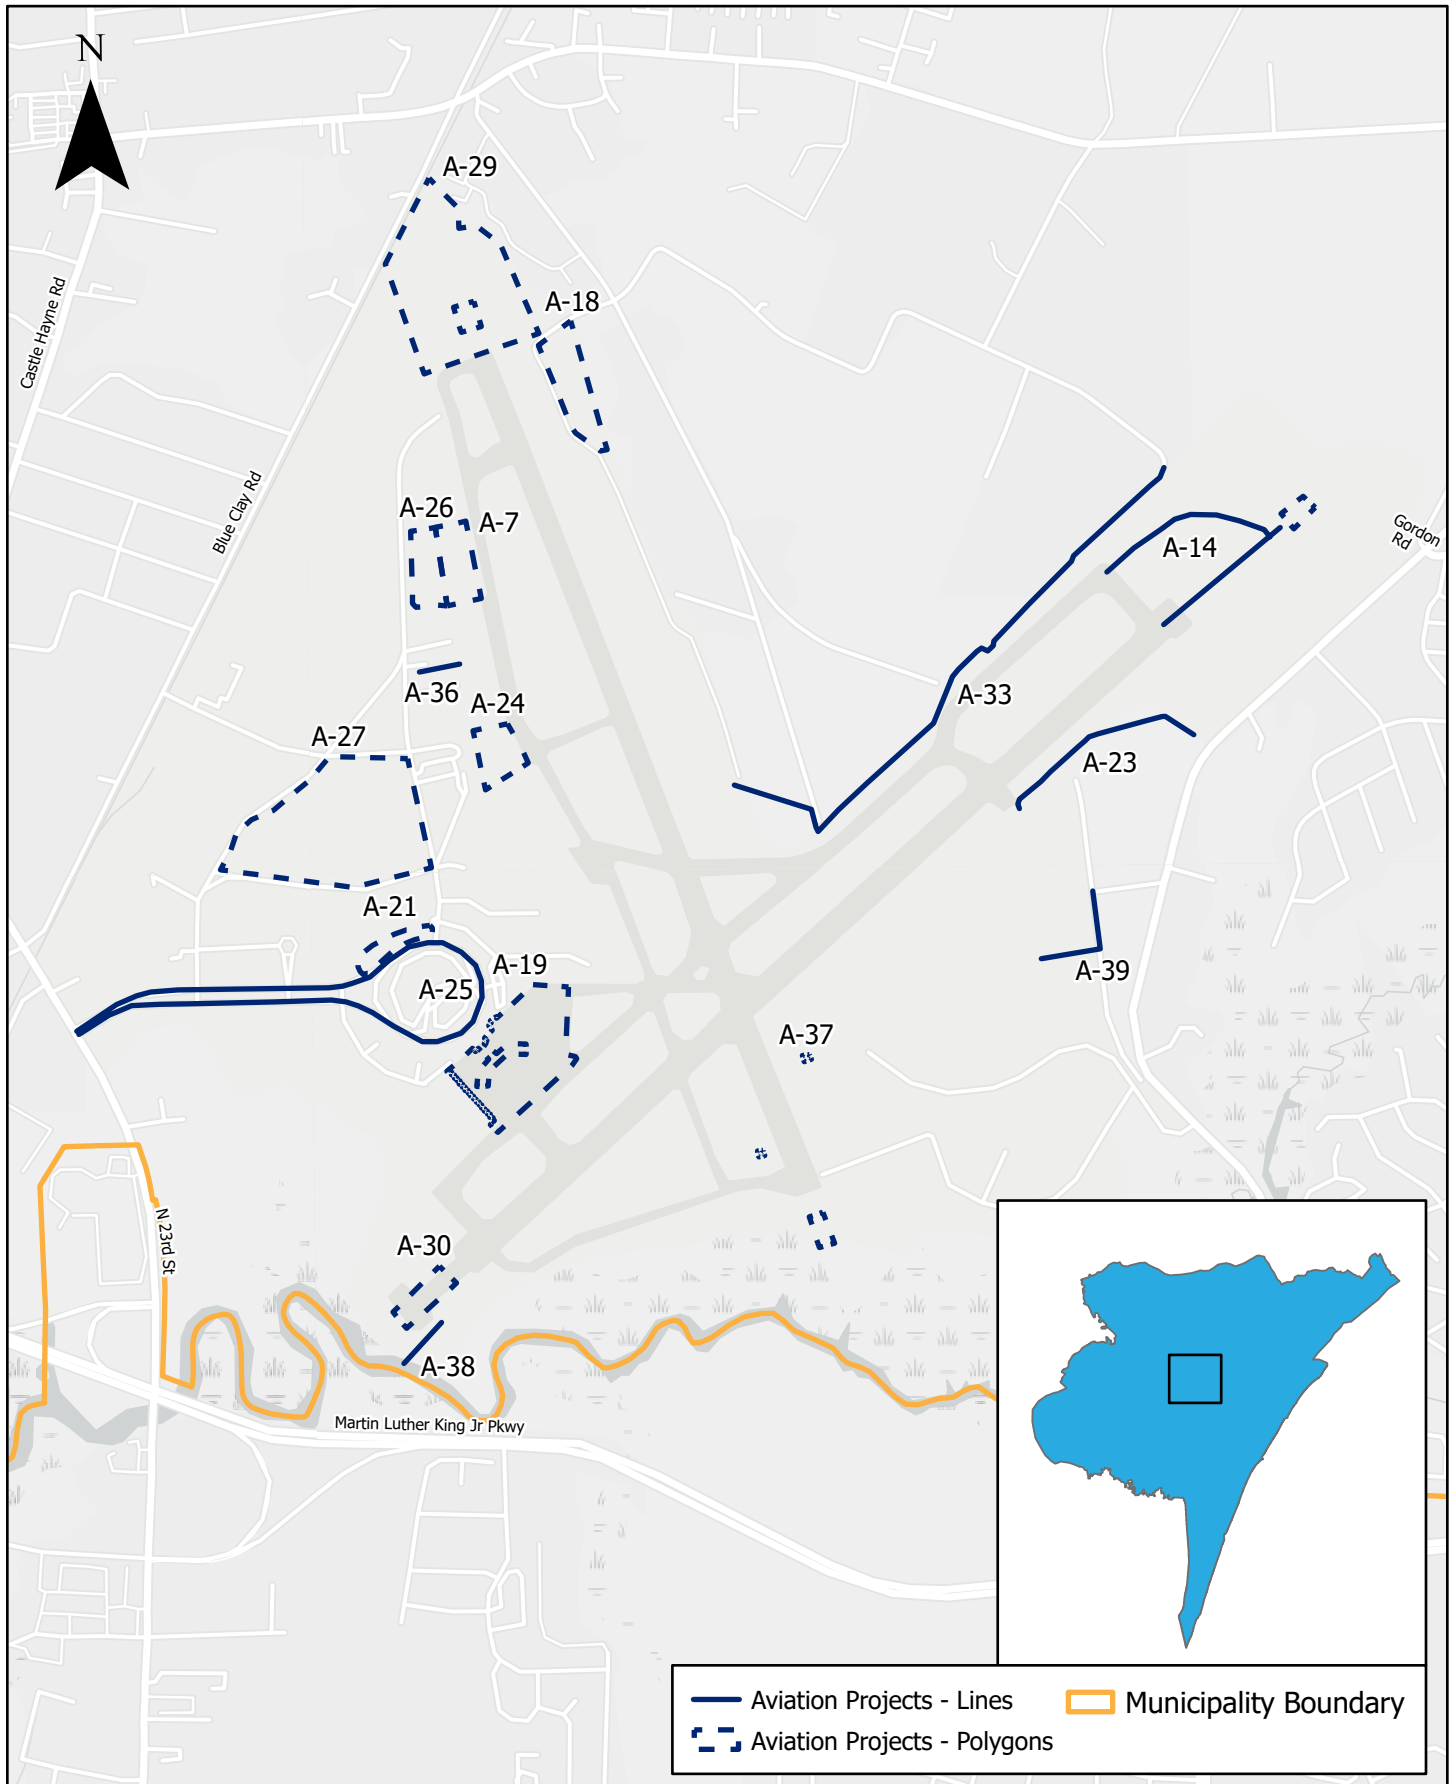 N
A-29
A-18
Castle Hayne Rd
Blue Clay Rd
A-26
A-7
Gordon
Rd
A-14
A-36
A-33
A-24
A-27
A-23
A-21
A-19
A-25
A-39
A-37
N 23rd St
A-30
A-38
Martin Luther King Jr Pkwy
Aviation Projects - Lines
Municipality Boundary
Aviation Projects - Polygons